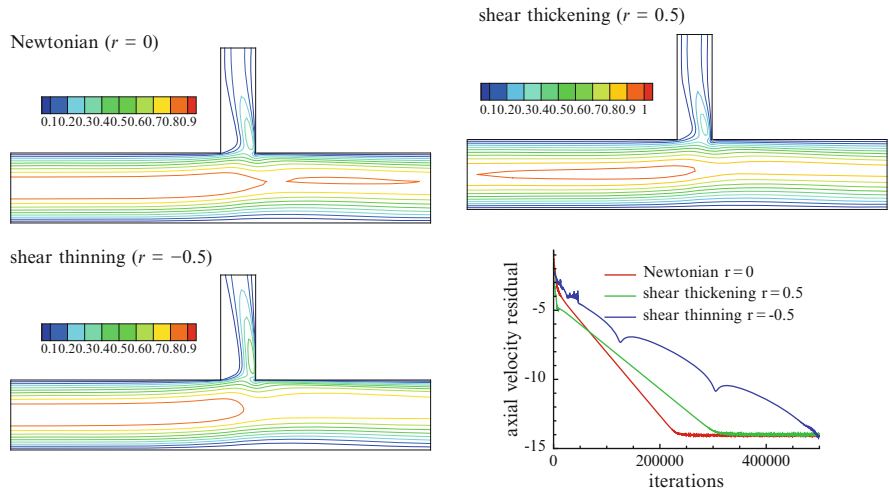 Newtonian (r = 0)
0.10.20.30.40.50.60.70.80.9
shear thickening (r = 0.5)
0.10.20.30.40.50.60.70.80.9 1
shear thinning (r = −0.5)
0.10.20.30.40.50.60.70.80.9
Newtonian r=0
shear thickening r=0.5
shear thinning r=-0.5
axial velocity residual
-5
-10
-15
0 200000 400000
iterations